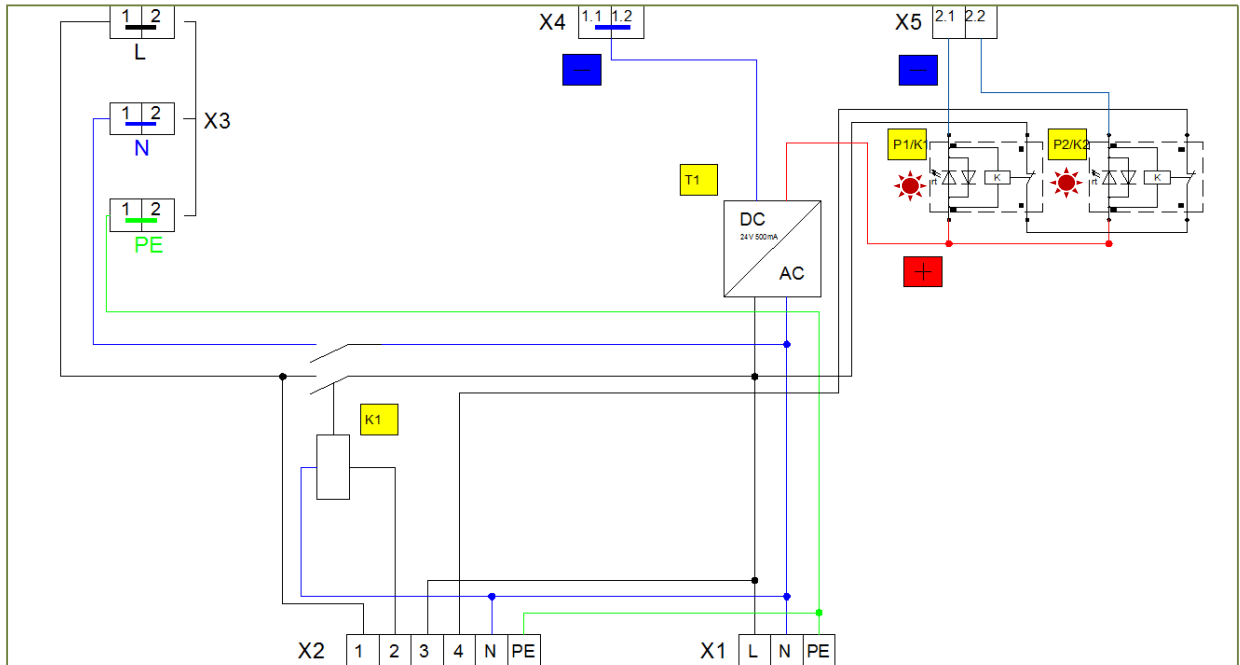 1 2
L
1 2
N
X3
1 2
PE
X4
1.1 1.2
−
X5
2.1 2.2
−
P1/K1
P2/K2
K
K
T1
DC
24V 500mA
AC
+
K1
X2 1 2 3 4 N PE
X1 L N PE